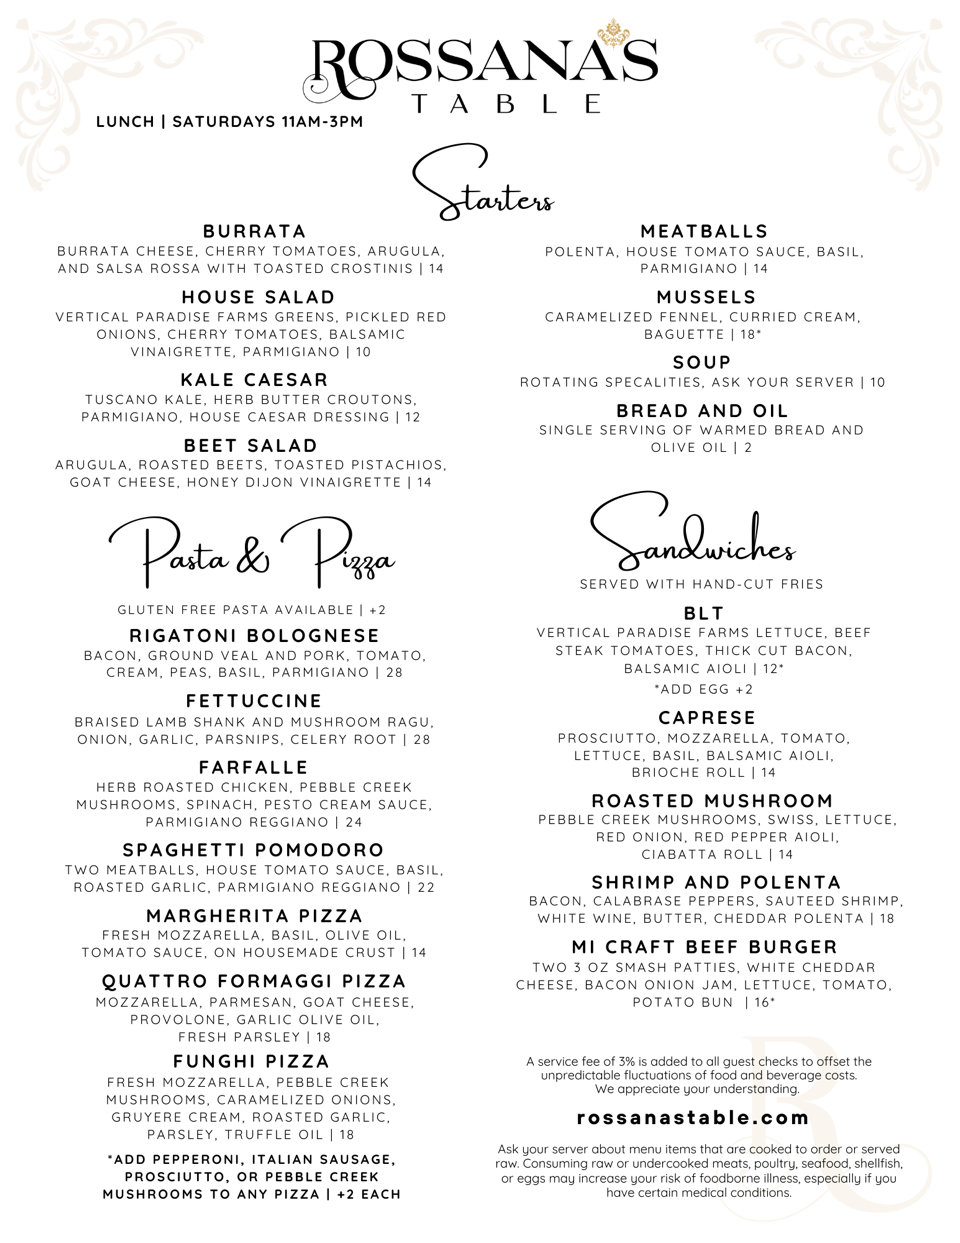 ROSSANA'S
TABLE
LUNCH | SATURDAYS 11AM-3PM
Starters
BURRATA
BURRATA CHEESE, CHERRY TOMATOES, ARUGULA,
AND SALSA ROSSA WITH TOASTED CROSTINIS | 14
HOUSE SALAD
VERTICAL PARADISE FARMS GREENS, PICKLED RED
ONIONS, CHERRY TOMATOES, BALSAMIC
VINAIGRETTE, PARMIGIANO | 10
KALE CAESAR
TUSCANO KALE, HERB BUTTER CROUTONS,
PARMIGIANO, HOUSE CAESAR DRESSING | 12
BEET SALAD
ARUGULA, ROASTED BEETS, TOASTED PISTACHIOS,
GOAT CHEESE, HONEY DIJON VINAIGRETTE | 14
MEATBALLS
POLENTA, HOUSE TOMATO SAUCE, BASIL,
PARMIGIANO | 14
MUSSELS
CARAMELIZED FENNEL, CURRIED CREAM,
BAGUETTE | 18*
SOUP
ROTATING SPECALITIES, ASK YOUR SERVER | 10
BREAD AND OIL
SINGLE SERVING OF WARMED BREAD AND
OLIVE OIL | 2
Pasta & Pizza
GLUTEN FREE PASTA AVAILABLE | +2
RIGATONI BOLOGNESE
BACON, GROUND VEAL AND PORK, TOMATO,
CREAM, PEAS, BASIL, PARMIGIANO | 28
FETTUCCINE
BRAISED LAMB SHANK AND MUSHROOM RAGU,
ONION, GARLIC, PARSNIPS, CELERY ROOT | 28
FARFALLE
HERB ROASTED CHICKEN, PEBBLE CREEK
MUSHROOMS, SPINACH, PESTO CREAM SAUCE,
PARMIGIANO REGGIANO | 24
SPAGHETTI POMODORO
TWO MEATBALLS, HOUSE TOMATO SAUCE, BASIL,
ROASTED GARLIC, PARMIGIANO REGGIANO | 22
MARGHERITA PIZZA
FRESH MOZZARELLA, BASIL, OLIVE OIL,
TOMATO SAUCE, ON HOUSEMADE CRUST | 14
QUATTRO FORMAGGI PIZZA
MOZZARELLA, PARMESAN, GOAT CHEESE,
PROVOLONE, GARLIC OLIVE OIL,
FRESH PARSLEY | 18
FUNGHI PIZZA
FRESH MOZZARELLA, PEBBLE CREEK
MUSHROOMS, CARAMELIZED ONIONS,
GRUYERE CREAM, ROASTED GARLIC,
PARSLEY, TRUFFLE OIL | 18
*ADD PEPPERONI, ITALIAN SAUSAGE,
PROSCIUTTO, OR PEBBLE CREEK
MUSHROOMS TO ANY PIZZA | +2 EACH
Sandwiches
SERVED WITH HAND-CUT FRIES
BLT
VERTICAL PARADISE FARMS LETTUCE, BEEF
STEAK TOMATOES, THICK CUT BACON,
BALSAMIC AIOLI | 12*
*ADD EGG +2
CAPRESE
PROSCIUTTO, MOZZARELLA, TOMATO,
LETTUCE, BASIL, BALSAMIC AIOLI,
BRIOCHE ROLL | 14
ROASTED MUSHROOM
PEBBLE CREEK MUSHROOMS, SWISS, LETTUCE,
RED ONION, RED PEPPER AIOLI,
CIABATTA ROLL | 14
SHRIMP AND POLENTA
BACON, CALABRASE PEPPERS, SAUTEED SHRIMP,
WHITE WINE, BUTTER, CHEDDAR POLENTA | 18
MI CRAFT BEEF BURGER
TWO 3 OZ SMASH PATTIES, WHITE CHEDDAR
CHEESE, BACON ONION JAM, LETTUCE, TOMATO,
POTATO BUN | 16*
A service fee of 3% is added to all guest checks to offset the
unpredictable fluctuations of food and beverage costs.
We appreciate your understanding.
rossanastable.com
Ask your server about menu items that are cooked to order or served
raw. Consuming raw or undercooked meats, poultry, seafood, shellfish,
or eggs may increase your risk of foodborne illness, especially if you
have certain medical conditions.